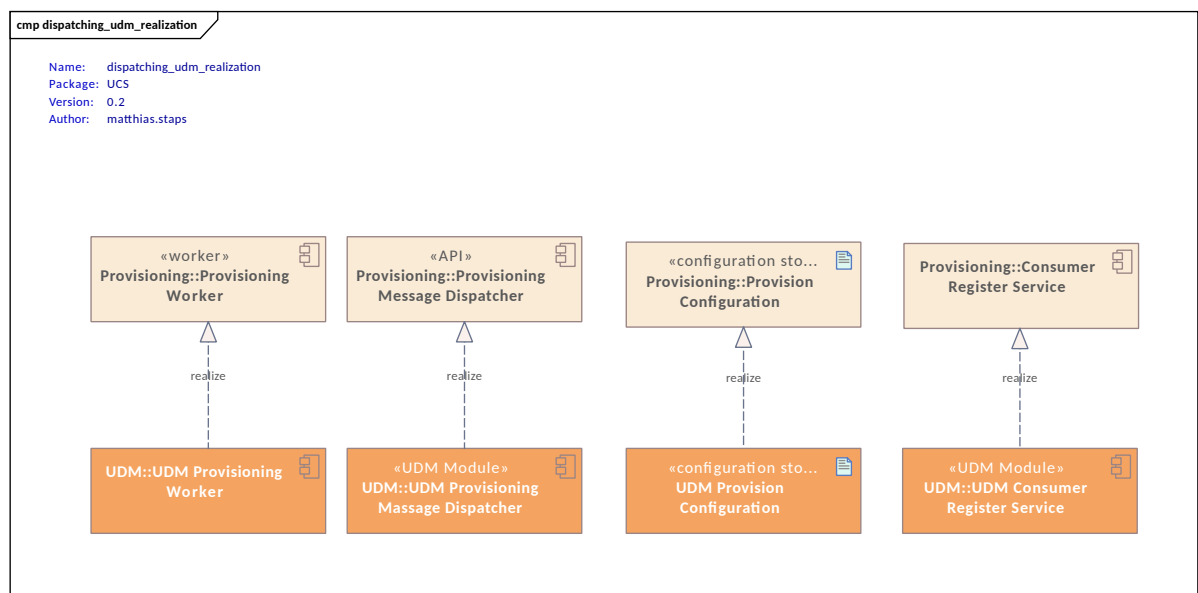 cmp dispatching_udm_realization
Name: dispatching_udm_realization
Package: UCS
Version: 0.2
Author: matthias.staps
«worker»
Provisioning::Provisioning
Worker
«API»
Provisioning::Provisioning
Message Dispatcher
«configuration sto...
Provisioning::Provision
Configuration
Provisioning::Consumer
Register Service
realize
realize
realize
realize
UDM::UDM Provisioning
Worker
«UDM Module»
UDM::UDM Provisioning
Massage Dispatcher
«configuration sto...
UDM Provision
Configuration
«UDM Module»
UDM::UDM Consumer
Register Service